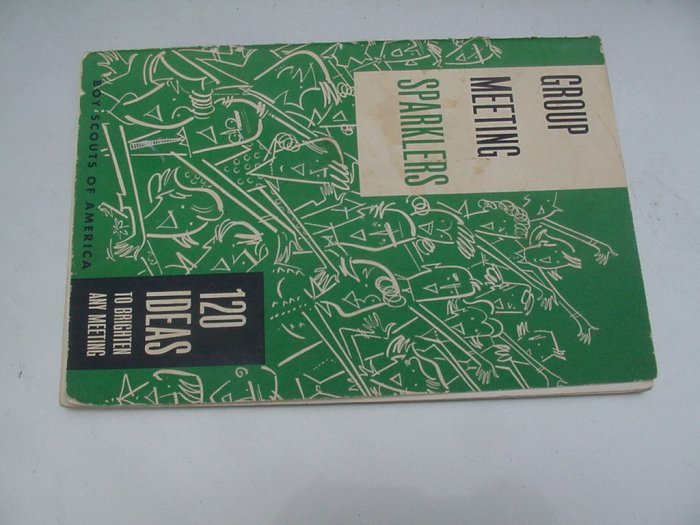 GROUP
MEETING
SPARKLERS
120
IDEAS
TO BRIGHTEN
ANY MEETING
BOY SCOUTS OF AMERICA